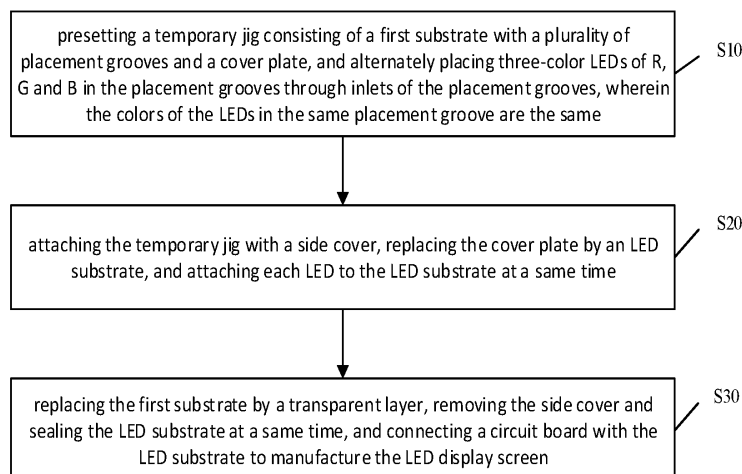 presetting a temporary jig consisting of a first substrate with a plurality of
placement grooves and a cover plate, and alternately placing three-color LEDs of R,
G and B in the placement grooves through inlets of the placement grooves, wherein
the colors of the LEDs in the same placement groove are the same
S10
attaching the temporary jig with a side cover, replacing the cover plate by an LED
substrate, and attaching each LED to the LED substrate at a same time
S20
replacing the first substrate by a transparent layer, removing the side cover and
sealing the LED substrate at a same time, and connecting a circuit board with the
LED substrate to manufacture the LED display screen
S30